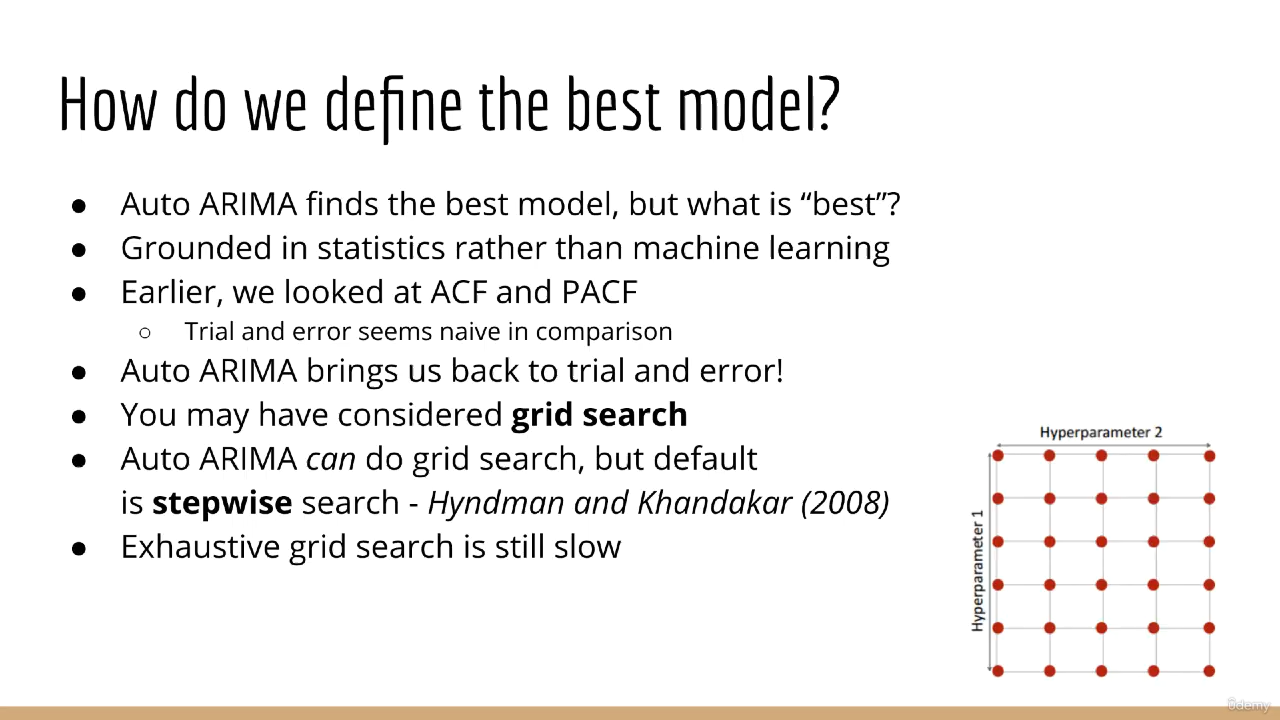 How do we define the best model?
● Auto ARIMA finds the best model, but what is “best”?
● Grounded in statistics rather than machine learning
● Earlier, we looked at ACF and PACF
○ Trial and error seems naive in comparison
● Auto ARIMA brings us back to trial and error!
● You may have considered grid search
● Auto ARIMA can do grid search, but default
is stepwise search - Hyndman and Khandakar (2008)
● Exhaustive grid search is still slow
Hyperparameter 2
Hyperparameter 1
ûdemy